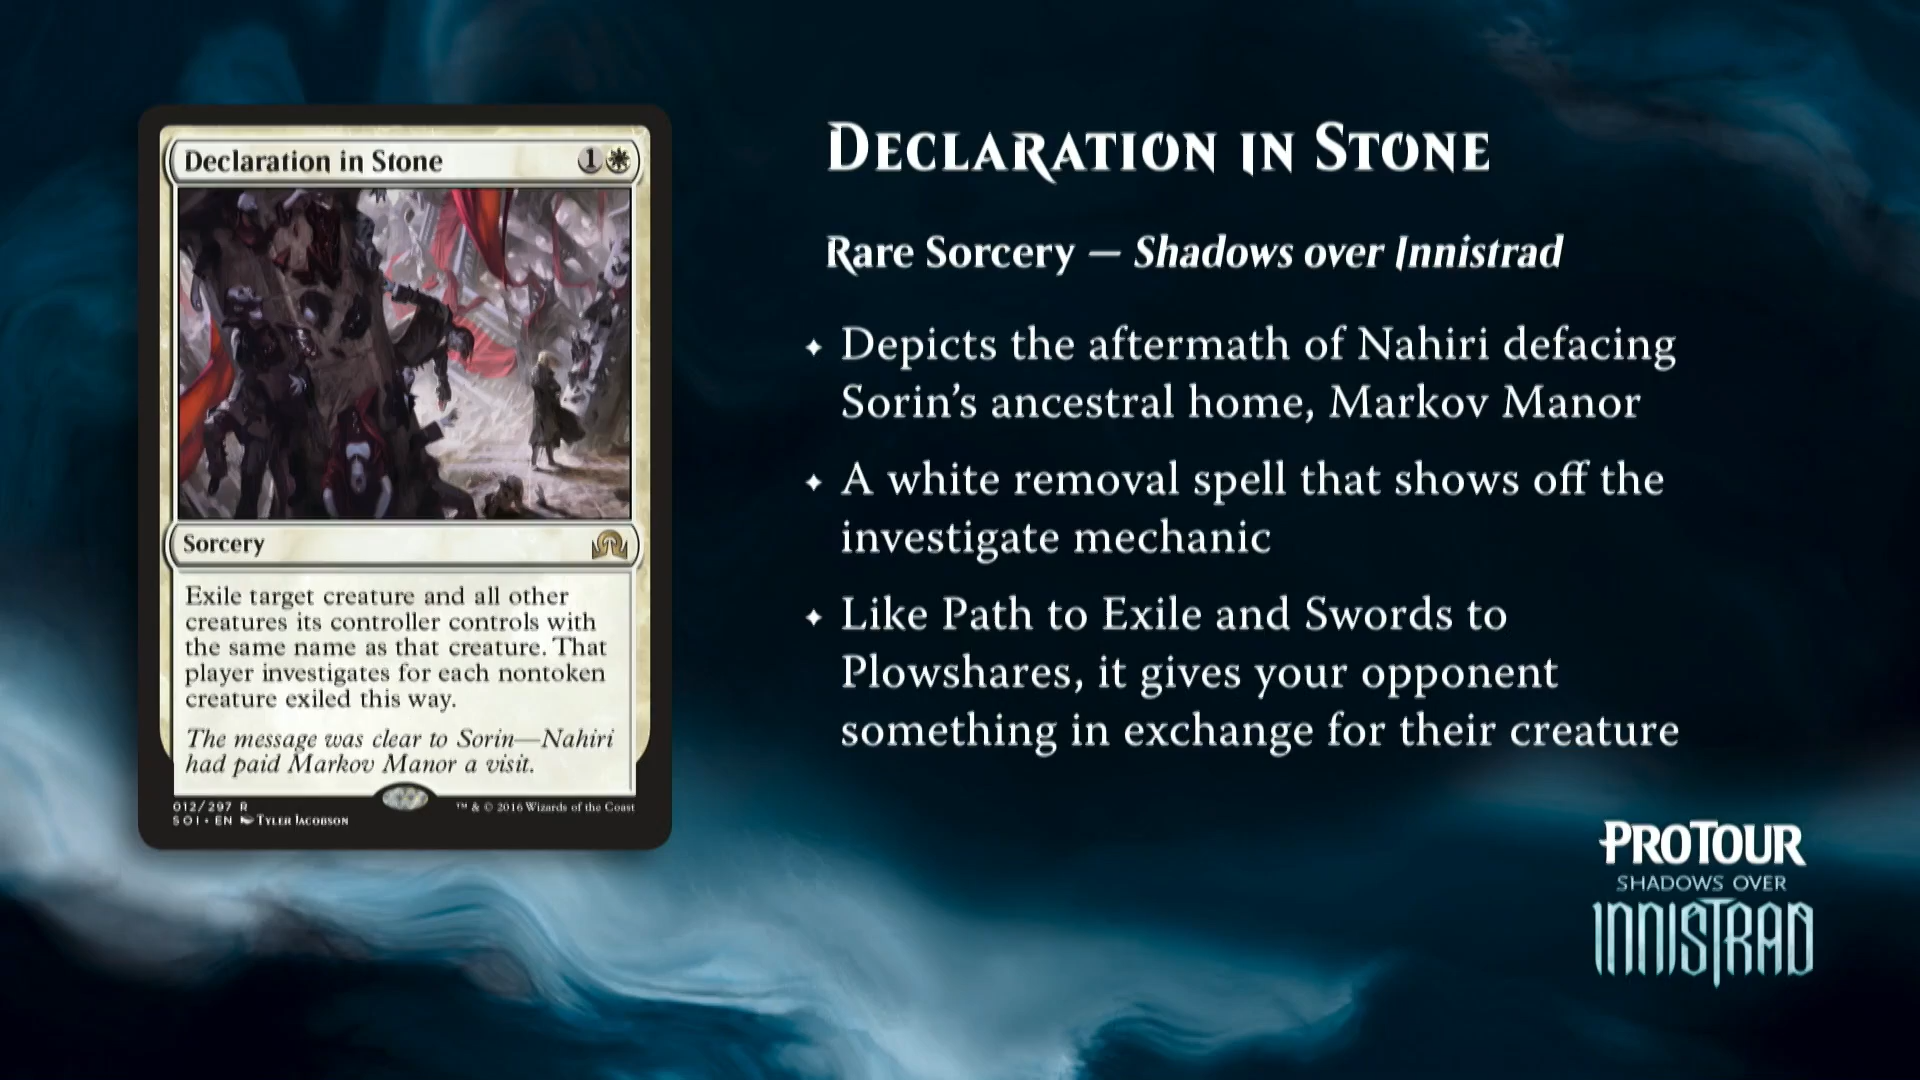 Declaration in Stone
1
Sorcery
Exile target creature and all other
creatures its controller controls with
the same name as that creature. That
player investigates for each nontoken
creature exiled this way.
The message was clear to Sorin—Nahiri
had paid Markov Manor a visit.
012/297 R
SOI • EN Tyler Jacobson
™ & © 2016 Wizards of the Coast
Declaration in Stone
Rare Sorcery — Shadows over Innistrad
✦ Depicts the aftermath of Nahiri defacing
Sorin’s ancestral home, Markov Manor
✦ A white removal spell that shows off the
investigate mechanic
✦ Like Path to Exile and Swords to
Plowshares, it gives your opponent
something in exchange for their creature
PROTOUR
SHADOWS OVER
INNISTRAD